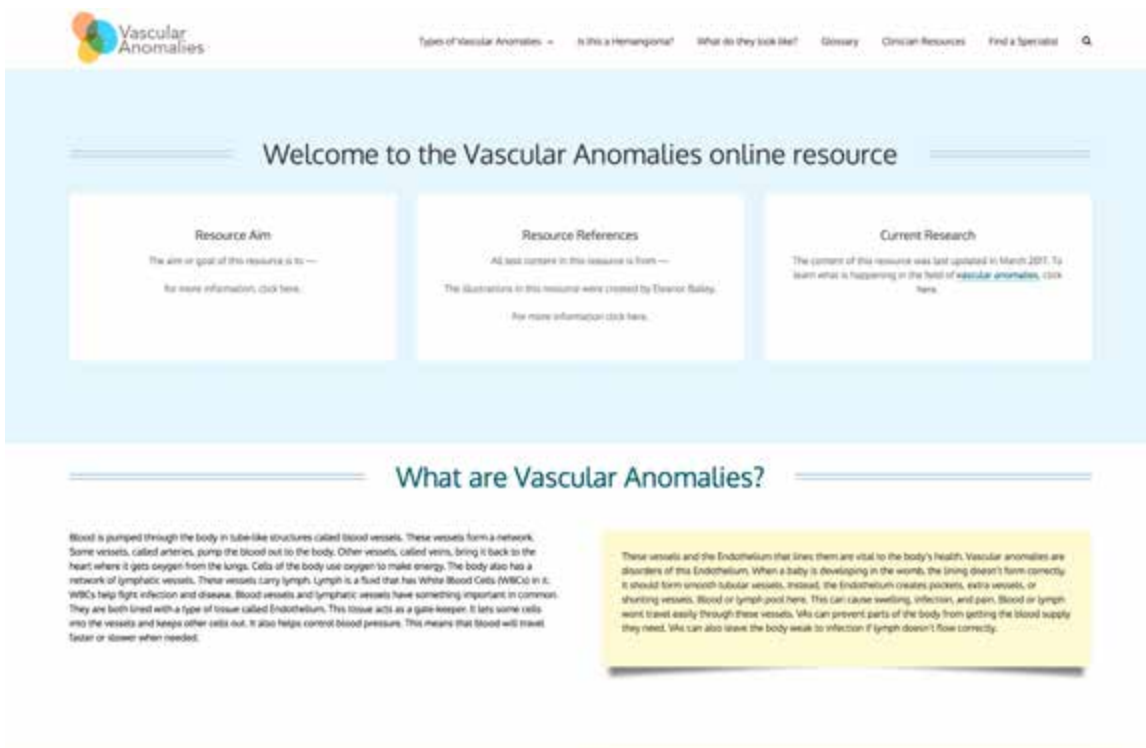 Vascular
Anomalies
Types of Vascular Anomalies Is this a Hemangioma? What do they look like? Glossary Clinician Resources Find a Specialist
Welcome to the Vascular Anomalies online resource
Resource Aim
The aim or goal of this resource is to —
For more information, click here.
Resource References
All text content in this resource is from —
The illustrations in this resource were created by Eleanor Bailey.
For more information click here.
Current Research
The content of this resource was last updated in March 2017. To
learn what is happening in the field of vascular anomalies, click
here.
What are Vascular Anomalies?
Blood is pumped through the body in tube-like structures called blood vessels. These vessels form a network.
Some vessels, called arteries, pump the blood out to the body. Other vessels, called veins, bring it back to the
heart where it gets oxygen from the lungs. Cells of the body use oxygen to make energy. The body also has a
network of lymphatic vessels. These vessels carry lymph. Lymph is a fluid that has White Blood Cells (WBCs) in it.
WBCs help fight infection and disease. Blood vessels and lymphatic vessels have something important in common.
They are both lined with a type of tissue called Endothelium. This tissue acts as a gate-keeper. It lets some cells
into the vessels and keeps other cells out. It also helps control blood pressure. This means that blood will travel
faster or slower when needed.
These vessels and the Endothelium that lines them are vital to the body's health. Vascular anomalies are
disorders of this Endothelium. When a baby is developing in the womb, the lining doesn't form correctly.
It should form smooth tubular vessels. Instead, the Endothelium creates pockets, extra vessels, or
shunting vessels. Blood or lymph pool here. This can cause swelling, infection, and pain. Blood or lymph
wont travel easily through these vessels. VAs can prevent parts of the body from getting the blood supply
they need. VAs can also leave the body weak to infection if lymph doesn't flow correctly.